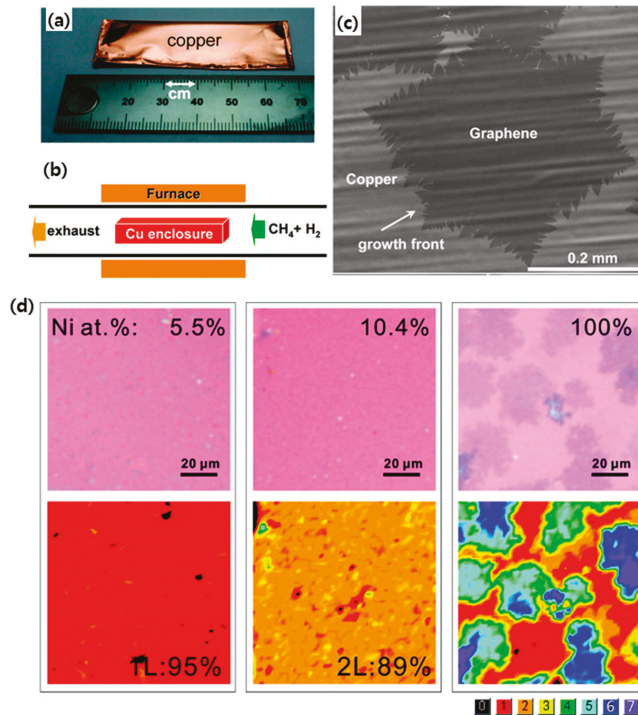 (a)
copper
cm
10 20 30 40 50 60 70
(b)
Furnace
exhaust
Cu enclosure
CH₄+ H₂
(c)
Graphene
Copper
growth front
0.2 mm
(d)
Ni at.%: 5.5%
10.4%
100%
20 μm
20 μm
20 μm
1L:95%
2L:89%
0 1 2 3 4 5 6 7